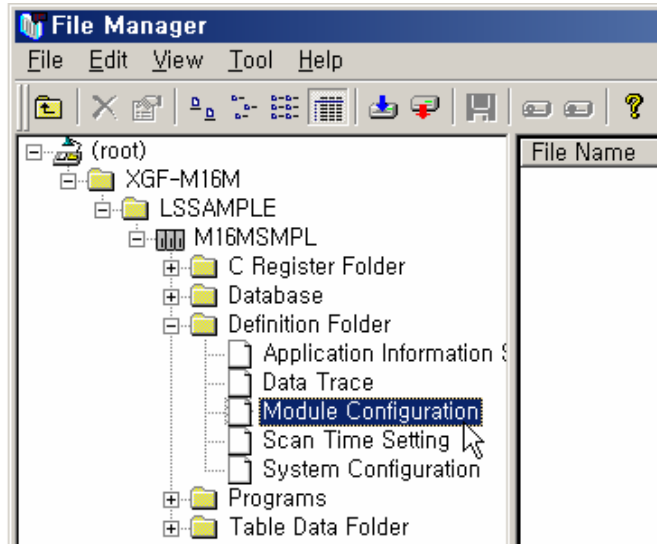 File Manager
File Edit View Tool Help
(root)
File Name
XGF-M16M
LSSAMPLE
M16MSMPL
C Register Folder
Database
Definition Folder
Application Information
Data Trace
Module Configuration
Scan Time Setting
System Configuration
Programs
Table Data Folder